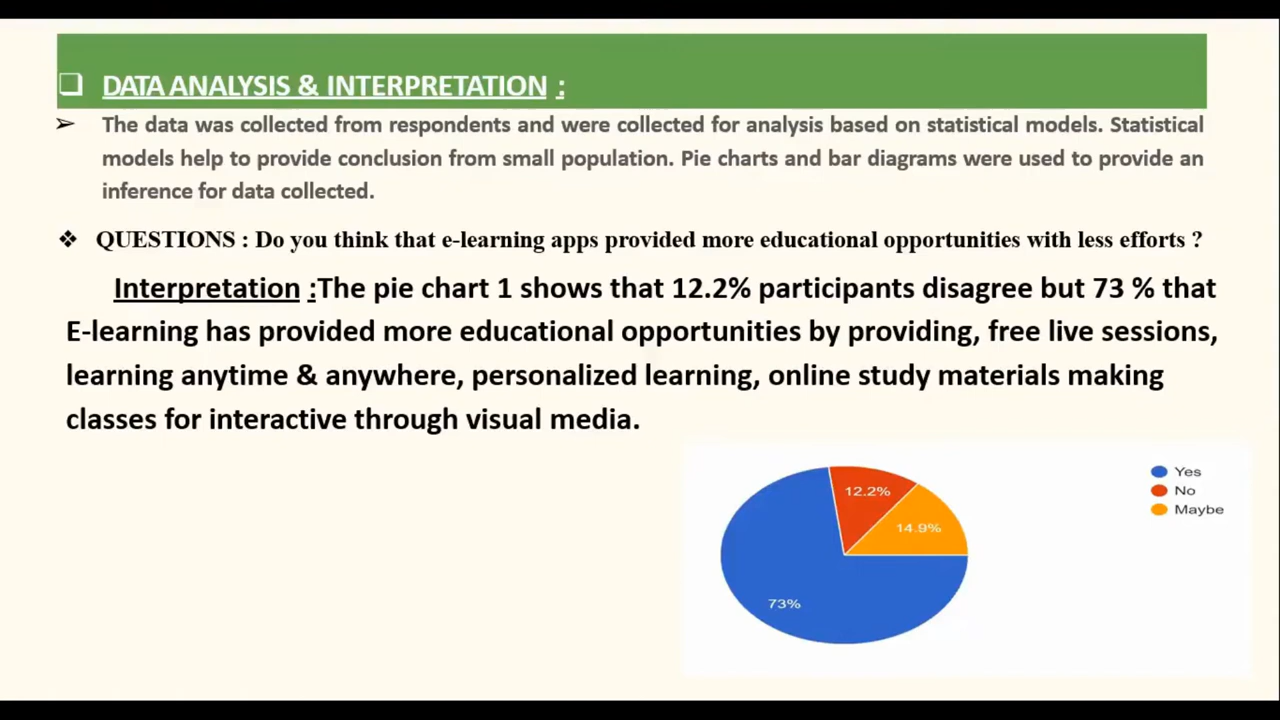 ❑ DATA ANALYSIS & INTERPRETATION :
➢ The data was collected from respondents and were collected for analysis based on statistical models. Statistical
models help to provide conclusion from small population. Pie charts and bar diagrams were used to provide an
inference for data collected.
❖ QUESTIONS : Do you think that e-learning apps provided more educational opportunities with less efforts ?
Interpretation :The pie chart 1 shows that 12.2% participants disagree but 73 % that
E-learning has provided more educational opportunities by providing, free live sessions,
learning anytime & anywhere, personalized learning, online study materials making
classes for interactive through visual media.
12.2%
14.9%
73%
Yes
No
Maybe